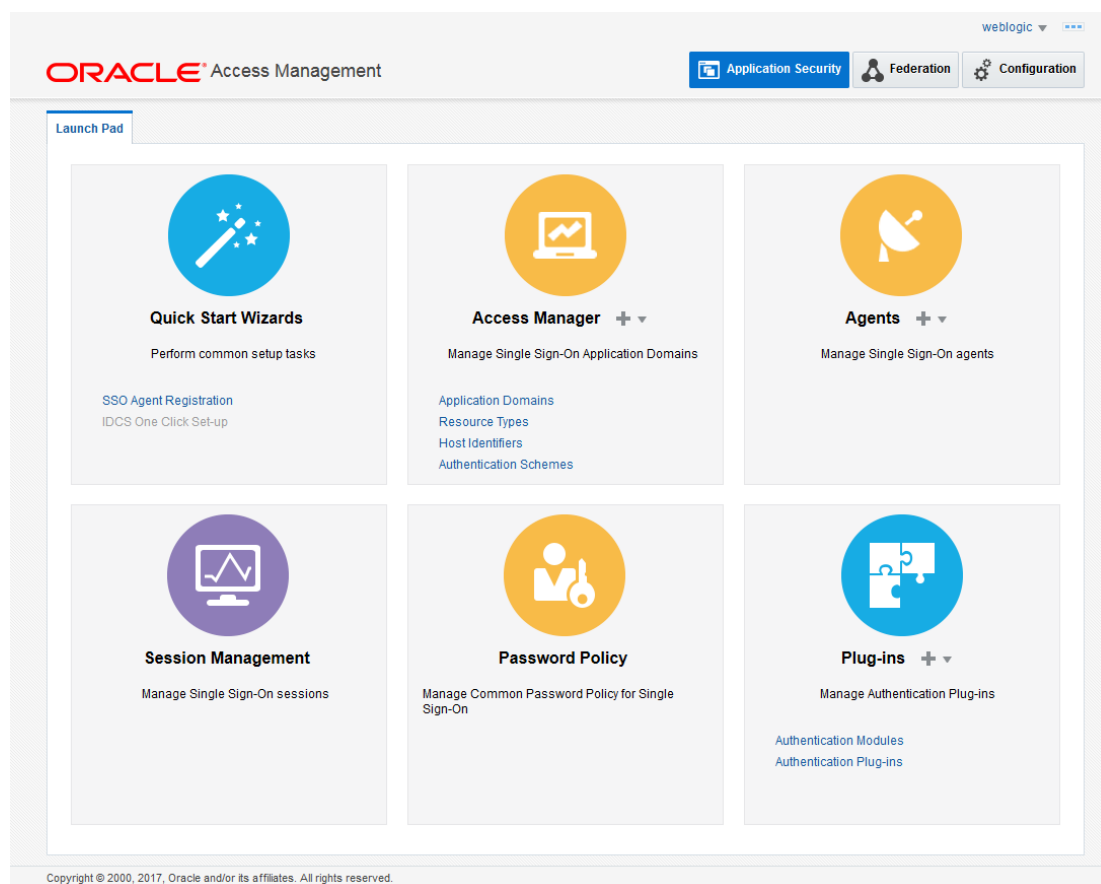 weblogic
ORACLE Access Management
Application Security
Federation
Configuration
Launch Pad
Quick Start Wizards
Perform common setup tasks
SSO Agent Registration
IDCS One Click Set-up
Access Manager
Manage Single Sign-On Application Domains
Application Domains
Resource Types
Host Identifiers
Authentication Schemes
Agents
Manage Single Sign-On agents
Session Management
Manage Single Sign-On sessions
Password Policy
Manage Common Password Policy for Single
Sign-On
Plug-ins
Manage Authentication Plug-ins
Authentication Modules
Authentication Plug-ins
Copyright © 2000, 2017, Oracle and/or its affiliates. All rights reserved.